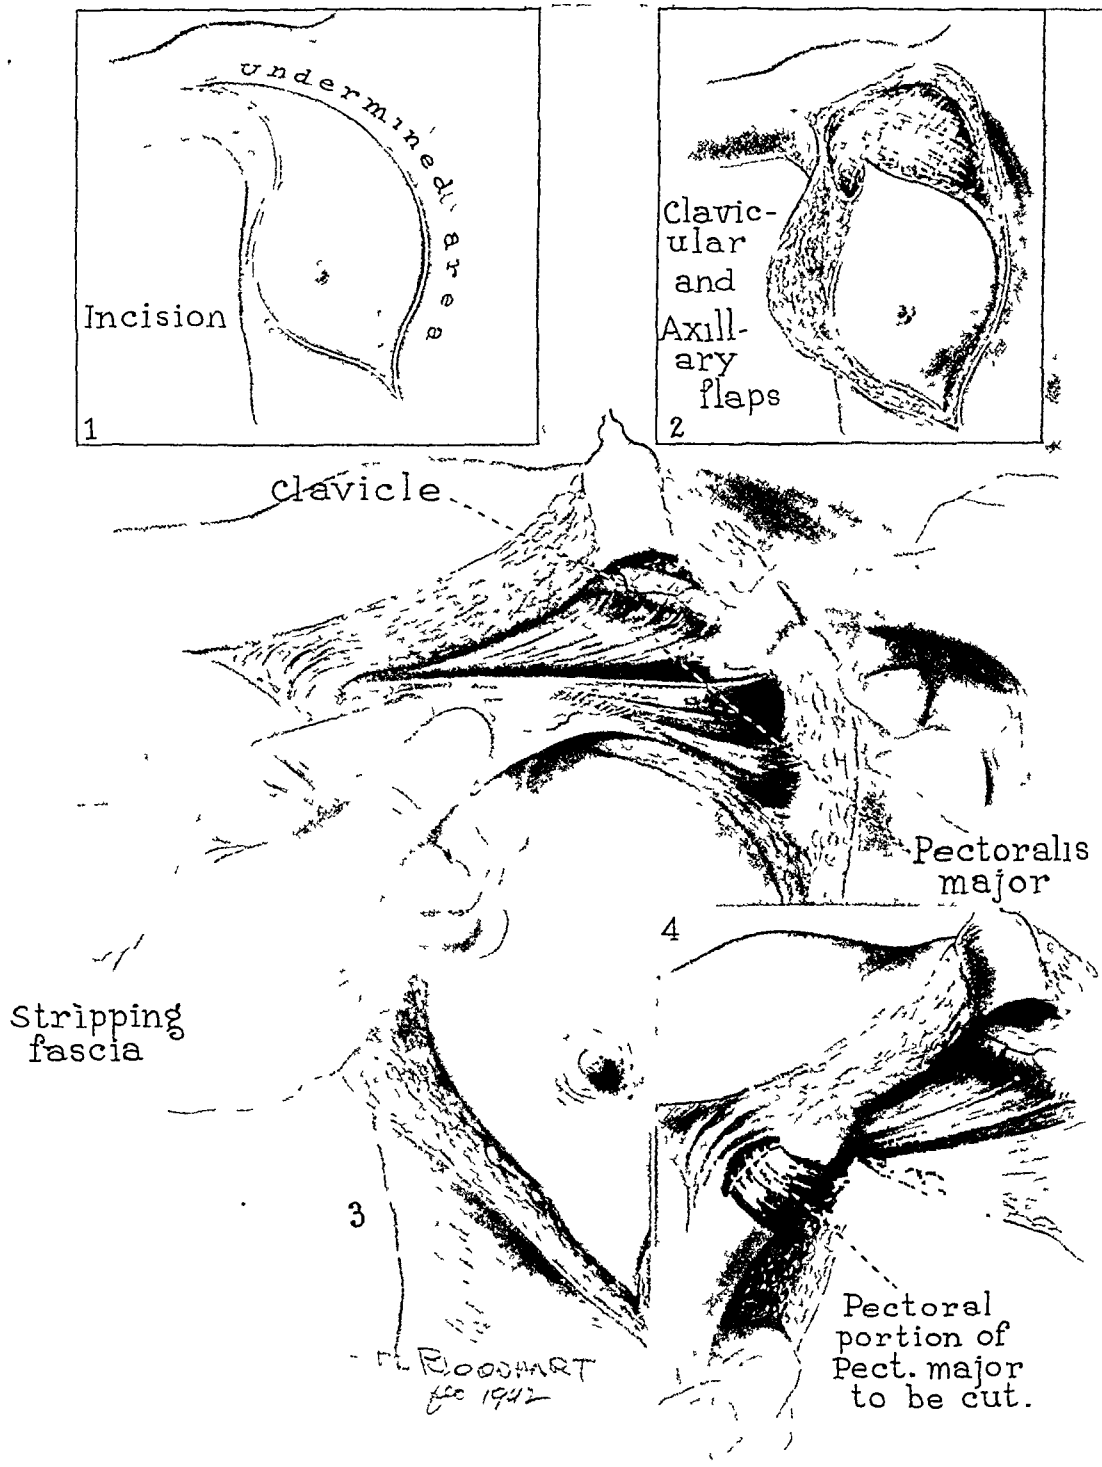 undermined area
Incision
1
Clavic-
ular
and
Axill-
ary
flaps
2
Clavicle
Pectoralis
major
Stripping
fascia
3
4
Pectoral
portion of
Pect. major
to be cut.
1942